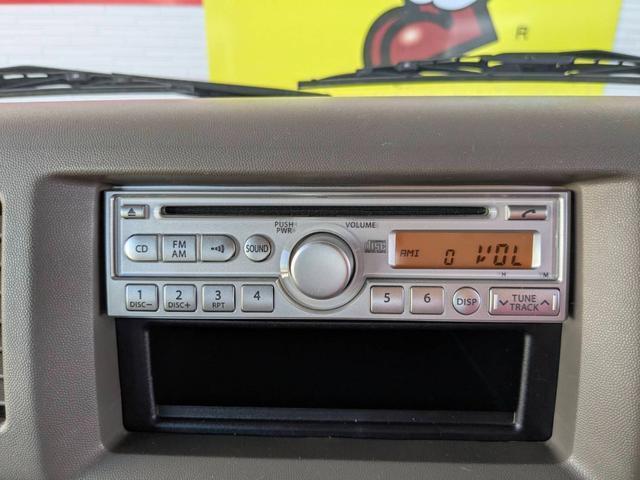 R
PUSH
PWR
VOLUME
CD
FM
AM
SOUND
disc
AM1 0 VOL
H M
1
DISC-
2
DISC+
3
RPT
4
5
6
DISP
TUNE
TRACK